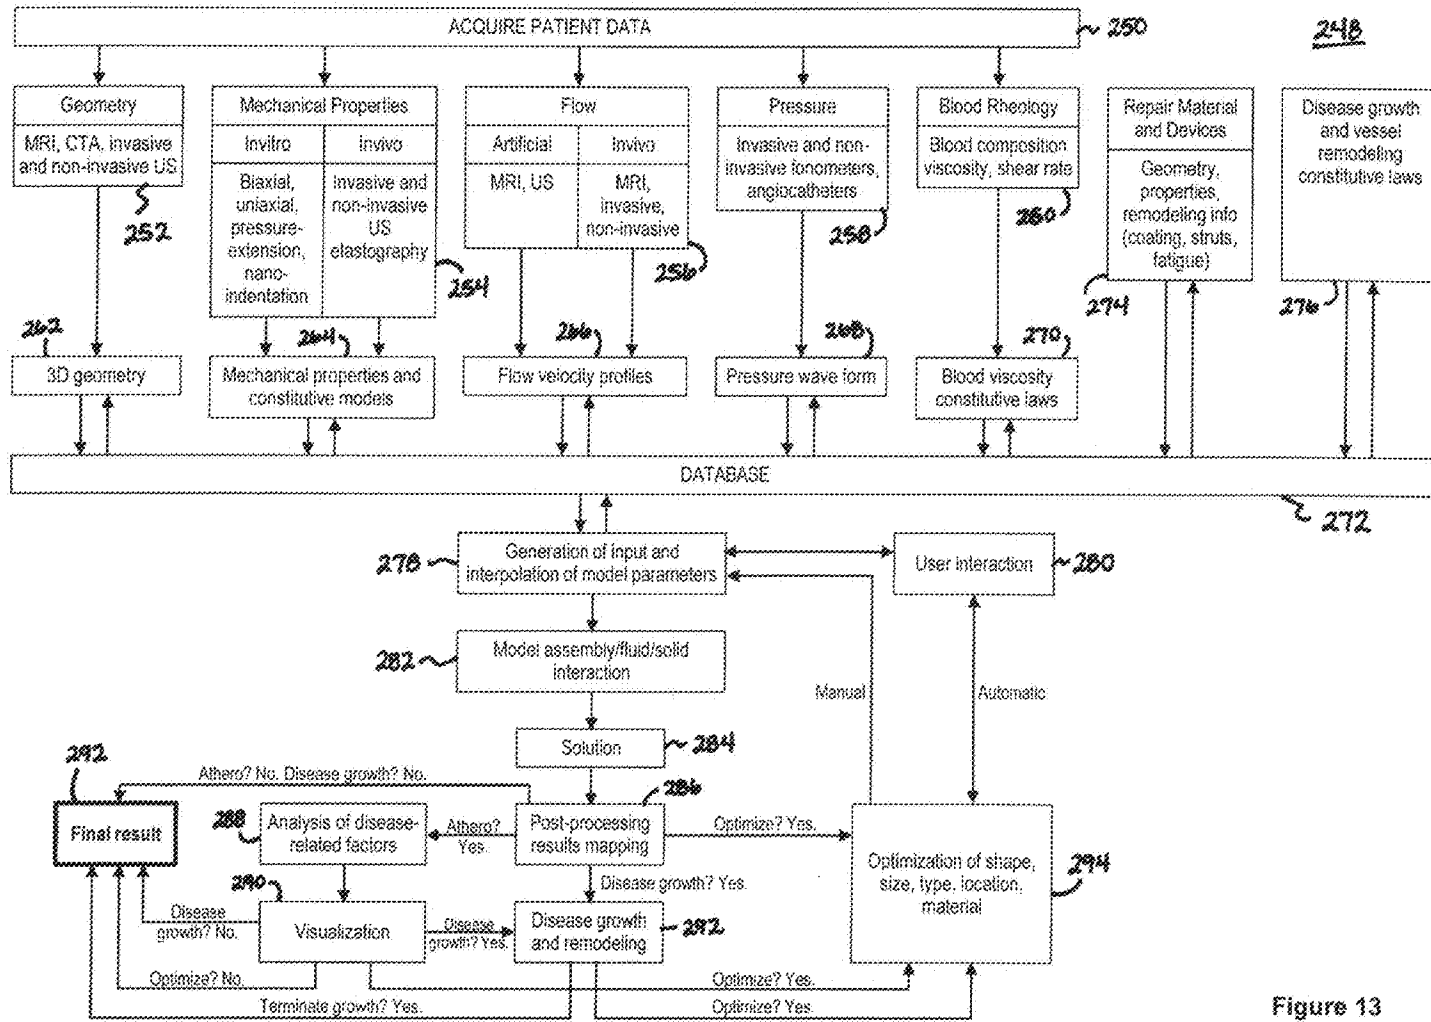 ACQUIRE PATIENT DATA
250
248
Geometry
MRI, CTA, invasive
and non-invasive US
252
Mechanical Properties
Invitro
Invivo
Biaxial,
uniaxial,
pressure-
extension,
nano-
indentation
Invasive and
non-invasive
US
elastography
254
Flow
Artificial
Invivo
MRI, US
MRI,
invasive,
non-invasive
256
Pressure
Invasive and non-
invasive tonometers,
angiocatheters
258
Blood Rheology
Blood composition
viscosity, shear rate
260
Repair Material
and Devices
Geometry,
properties,
remodeling info
(coating, struts,
fatigue)
274
Disease growth
and vessel
remodeling
constitutive laws
276
262
3D geometry
264
Mechanical properties and
constitutive models
266
Flow velocity profiles
268
Pressure wave form
270
Blood viscosity
constitutive laws
DATABASE
272
278
Generation of input and
interpolation of model parameters
User interaction
280
282
Model assembly/fluid/solid
interaction
Manual
Automatic
Solution
284
292
Athero? No. Disease growth? No.
286
Final result
288
Analysis of disease-
related factors
Athero?
Yes.
Post-processing
results mapping
Optimize? Yes.
Optimization of shape,
size, type, location,
material
294
Disease growth? Yes.
290
Disease
growth? No.
Visualization
Disease
growth? Yes.
Disease growth
and remodeling
292
Optimize? No.
Optimize? Yes.
Terminate growth? Yes.
Optimize? Yes.
Figure 13